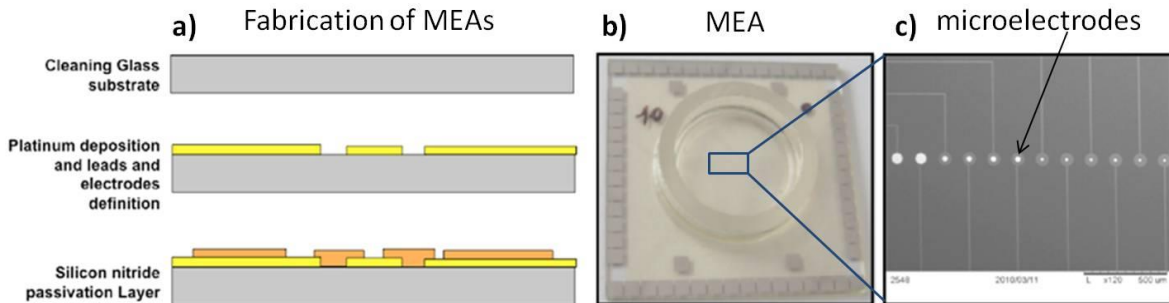 a) Fabrication of MEAs
Cleaning Glass
substrate
Platinum deposition
and leads and
electrodes
definition
Silicon nitride
passivation Layer
b) MEA
10
c) microelectrodes
2548 2010/03/11 L x120 500 µm